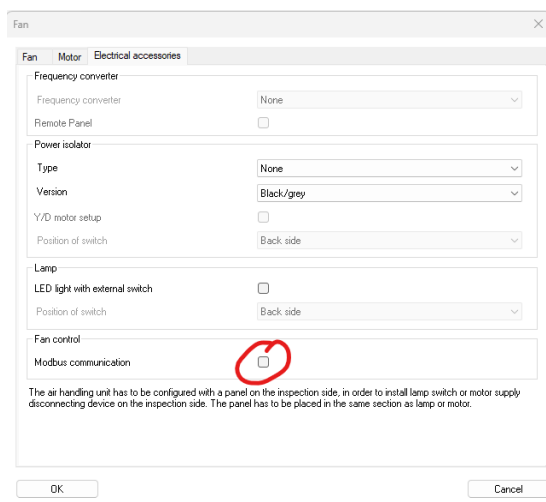 Fan
Fan Motor Electrical accessories
Frequency converter
Frequency converter None
Remote Panel
Power isolator
Type None
Version Black/grey
Y/D motor setup
Position of switch Back side
Lamp
LED light with external switch
Position of switch Back side
Fan control
Modbus communication
The air handling unit has to be configured with a panel on the inspection side, in order to install lamp switch or motor supply
disconnecting device on the inspection side. The panel has to be placed in the same section as lamp or motor.
OK Cancel